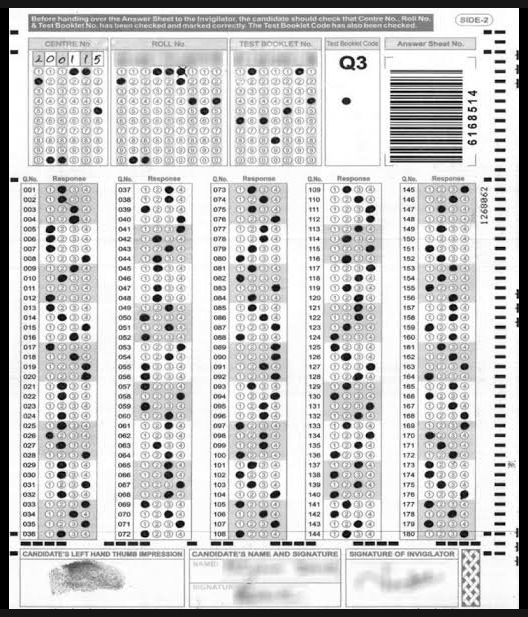 Before handing over the Answer Sheet to the Invigilator, the candidate should check that Centre No., Roll No.
& Test Booklet No. has been checked and marked correctly. The Test Booklet Code has also been checked.
SIDE-2
CENTRE No. ROLL No. TEST BOOKLET No. Test Booklet Code Answer Sheet No.
200115
Q3
6168514
1268062
Q.No. Response Q.No. Response Q.No. Response Q.No. Response Q.No. Response
001 037 073 109 145
002 038 074 110 146
003 039 075 111 147
004 040 076 112 148
005 041 077 113 149
006 042 078 114 150
007 043 079 115 151
008 044 080 116 152
009 045 081 117 153
010 046 082 118 154
011 047 083 119 155
012 048 084 120 156
013 049 085 121 157
014 050 086 122 158
015 051 087 123 159
016 052 088 124 160
017 053 089 125 161
018 054 090 126 162
019 055 091 127 163
020 056 092 128 164
021 057 093 129 165
022 058 094 130 166
023 059 095 131 167
024 060 096 132 168
025 061 097 133 169
026 062 098 134 170
027 063 099 135 171
028 064 100 136 172
029 065 101 137 173
030 066 102 138 174
031 067 103 139 175
032 068 104 140 176
033 069 105 141 177
034 070 106 142 178
035 071 107 143 179
036 072 108 144 180
CANDIDATE'S LEFT HAND THUMB IMPRESSION CANDIDATE'S NAME AND SIGNATURE SIGNATURE OF INVIGILATOR
NAME:
SIGNATURE